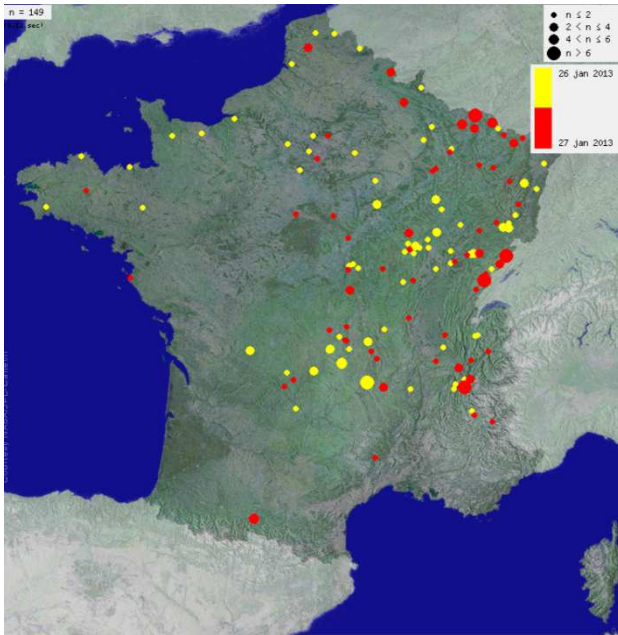 n = 149
n ≤ 2
2 < n ≤ 4
4 < n ≤ 6
n > 6
26 jan 2013
27 jan 2013